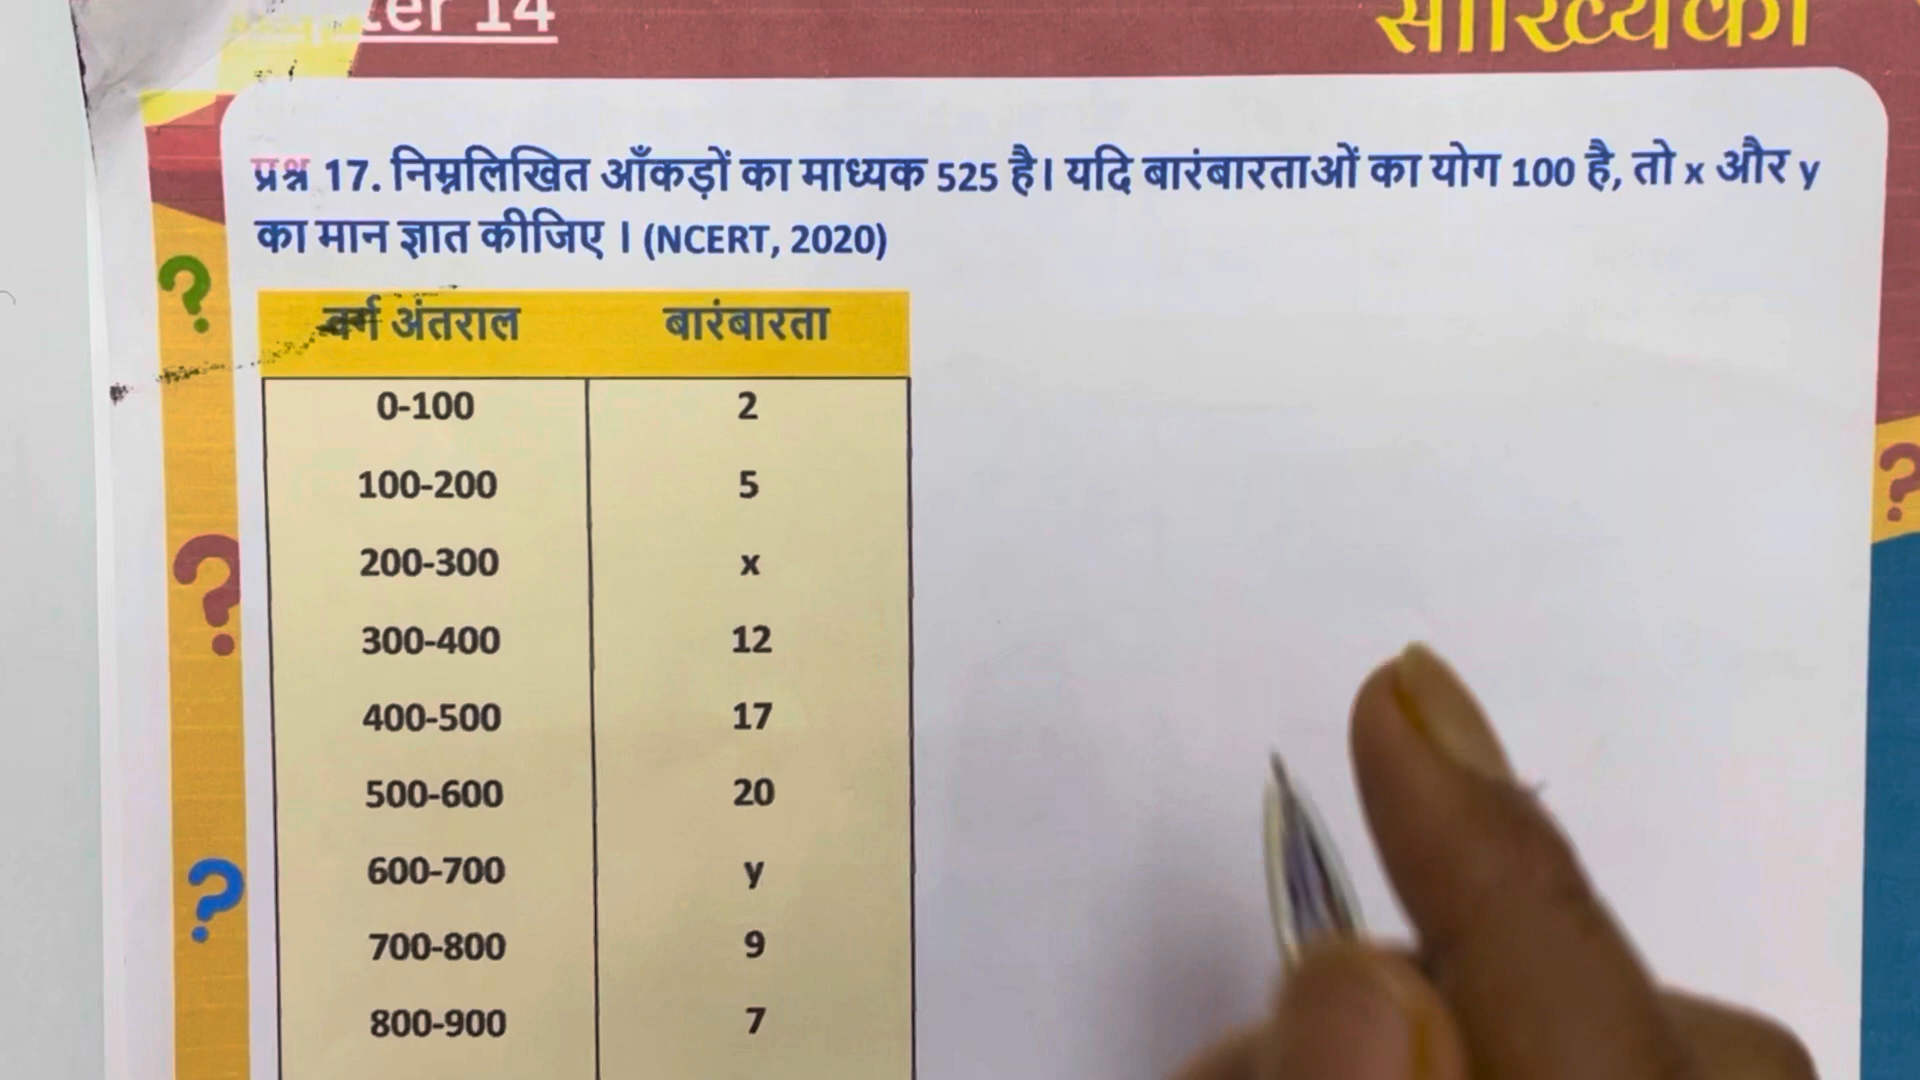 ter 14
सांख्यिकी
प्रश्न 17. निम्नलिखित आँकड़ों का माध्यक 525 है। यदि बारंबारताओं का योग 100 है, तो x और y
का मान ज्ञात कीजिए । (NCERT, 2020)
वर्ग अंतराल बारंबारता
0-100 2
100-200 5
200-300 x
300-400 12
400-500 17
500-600 20
600-700 y
700-800 9
800-900 7